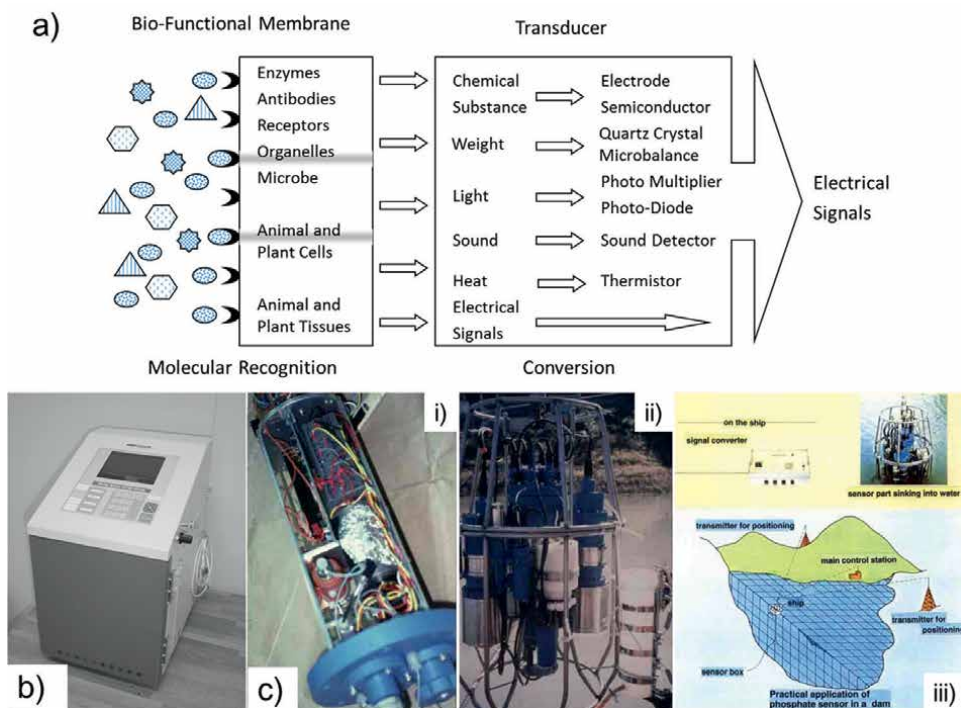 a)
Bio-Functional Membrane
Transducer
Enzymes
Antibodies
Receptors
Organelles
Microbe
Animal and
Plant Cells
Animal and
Plant Tissues
Chemical
Substance
Weight
Light
Sound
Heat
Electrical
Signals
Electrode
Semiconductor
Quartz Crystal
Microbalance
Photo Multiplier
Photo-Diode
Sound Detector
Thermistor
Electrical
Signals
Molecular Recognition
Conversion
b)
c)
i)
ii)
on the ship
signal converter
sensor part sinking into water
transmitter for positioning
main control station
ship
transmitter for
positioning
sensor box
Practical application of
phosphate sensor in a dam
iii)